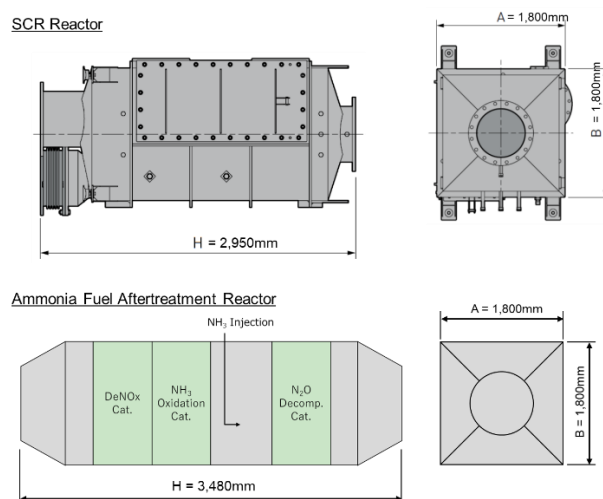 SCR Reactor
A = 1,800mm
B = 1,800mm
H = 2,950mm
Ammonia Fuel Aftertreatment Reactor
NH₃ Injection
A = 1,800mm
DeNOx
Cat.
NH₃
Oxidation
Cat.
N₂O
Decomp.
Cat.
B = 1,800mm
H = 3,480mm